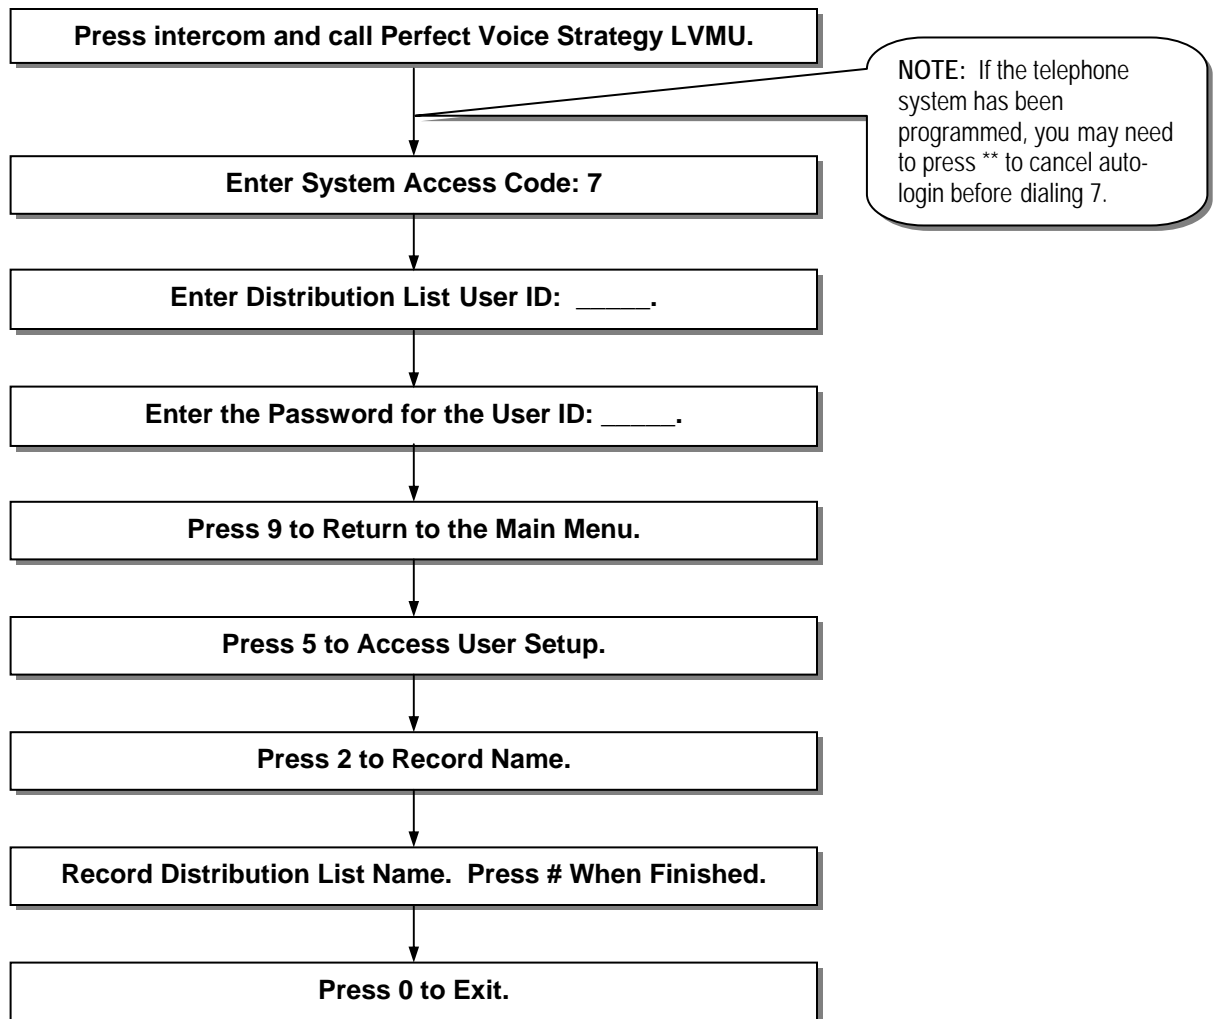 Press intercom and call Perfect Voice Strategy LVMU.
NOTE:  If the telephone
system has been
programmed, you may need
to press ** to cancel auto-
login before dialing 7.
Enter System Access Code: 7
Enter Distribution List User ID:  _____.
Enter the Password for the User ID: _____.
Press 9 to Return to the Main Menu.
Press 5 to Access User Setup.
Press 2 to Record Name.
Record Distribution List Name.  Press # When Finished.
Press 0 to Exit.